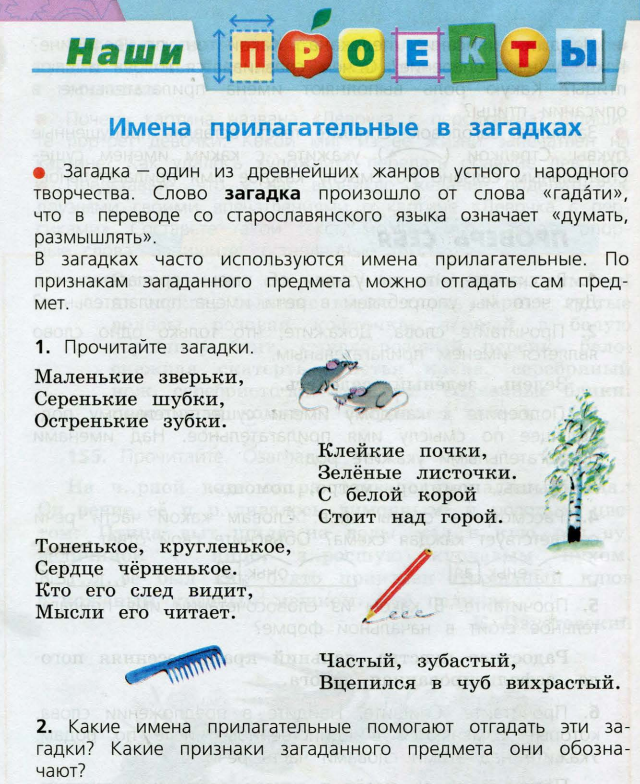 Наши ПРОЕКТЫ
Имена прилагательные в загадках
• Загадка – один из древнейших жанров устного народного
творчества. Слово загадка произошло от слова «гада́ти»,
что в переводе со старославянского языка означает «думать,
размышлять».
В загадках часто используются имена прилагательные. По
признакам загаданного предмета можно отгадать сам пред-
мет.
1. Прочитайте загадки.
Маленькие зверьки,
Серенькие шубки,
Остренькие зубки.
Клейкие почки,
Зелёные листочки.
С белой корой
Стоит над горой.
Тоненькое, кругленькое,
Сердце чёрненькое.
Кто его след видит,
Мысли его читает.
Частый, зубастый,
Вцепился в чуб вихрастый.
2. Какие имена прилагательные помогают отгадать эти за-
гадки? Какие признаки загаданного предмета они обозна-
чают?